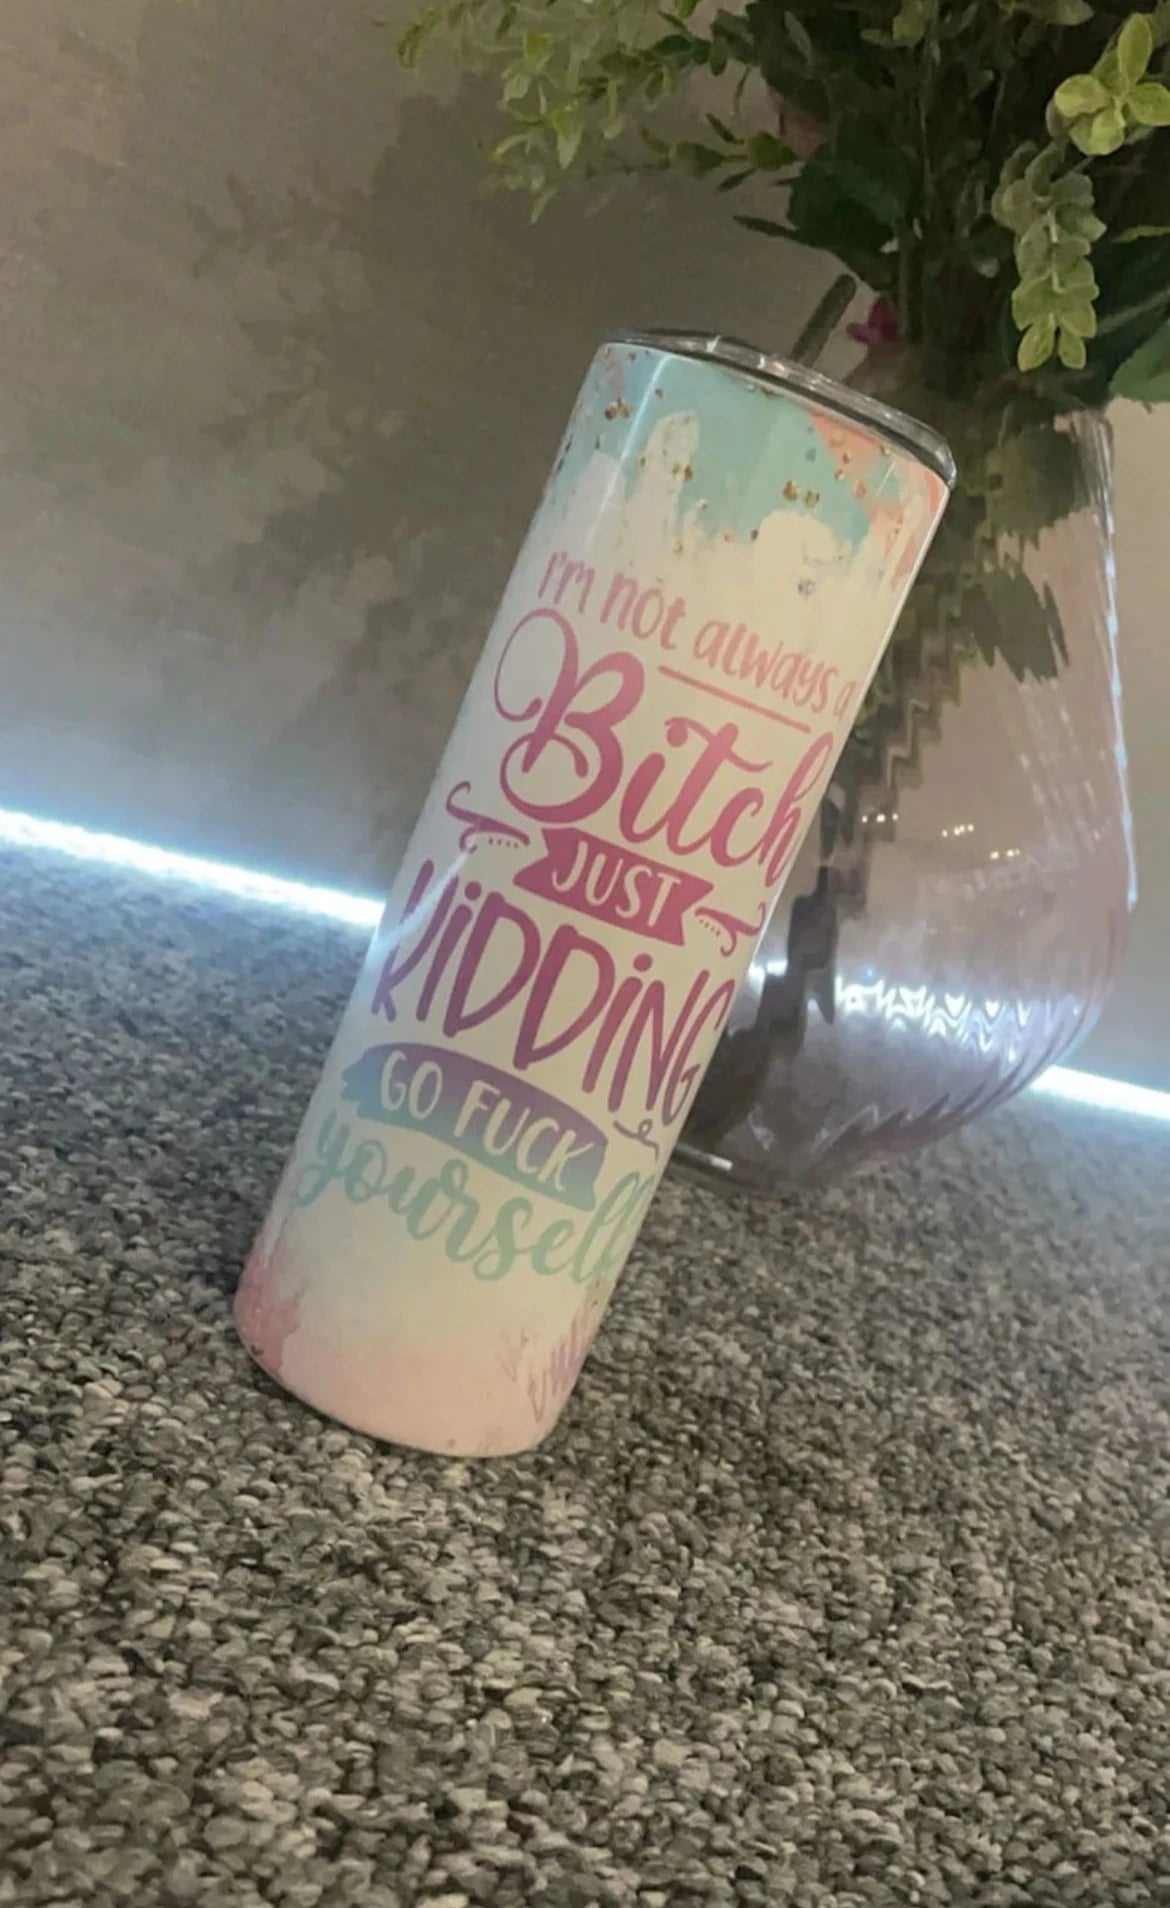 I'm not always a
Bitch
JUST
KiDDiNG
GO FUCK
yourself